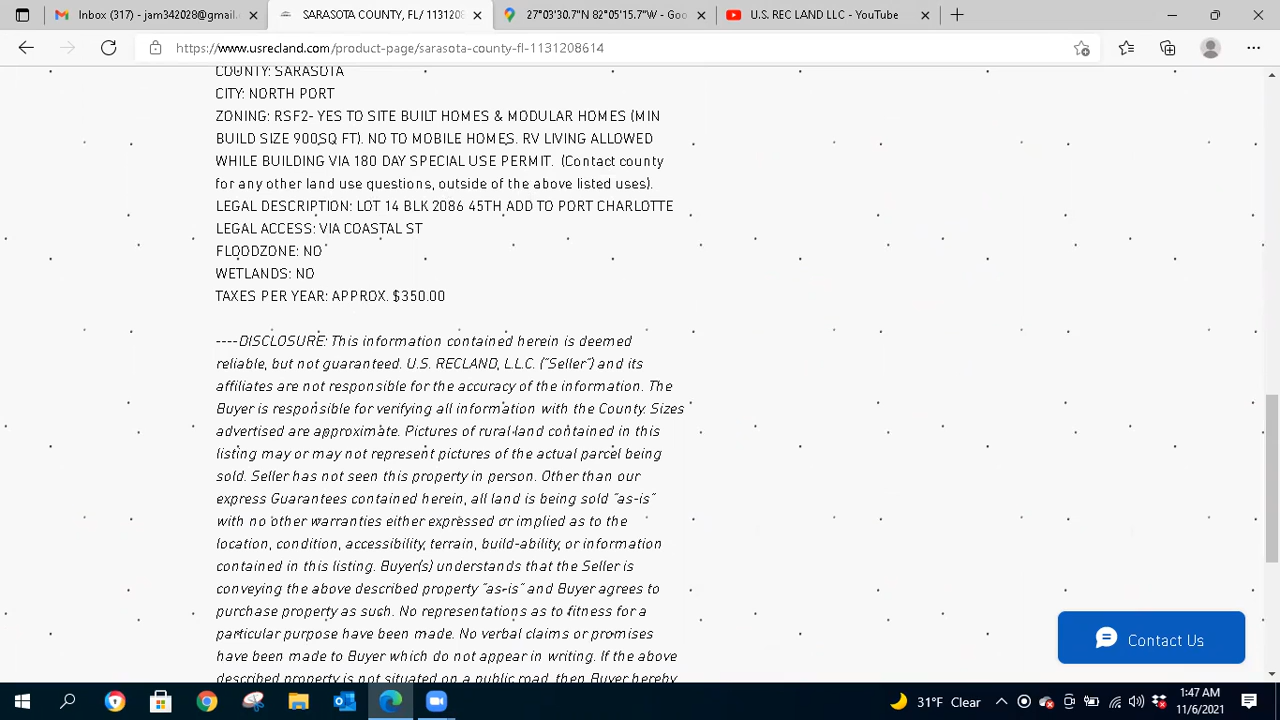 Inbox (317) - jam342028@gmail.
SARASOTA COUNTY, FL/ 1131208
27°03'30.7"N 82°05'15.7"W - Goo
U.S. REC LAND LLC - YouTube
https://www.usrecland.com/product-page/sarasota-county-fl-1131208614
COUNTY: SARASOTA
CITY: NORTH PORT
ZONING: RSF2- YES TO SITE BUILT HOMES & MODULAR HOMES (MIN
BUILD SIZE 900SQ FT). NO TO MOBILE HOMES. RV LIVING ALLOWED
WHILE BUILDING VIA 180 DAY SPECIAL USE PERMIT. (Contact county
for any other land use questions, outside of the above listed uses).
LEGAL DESCRIPTION: LOT 14 BLK 2086 45TH ADD TO PORT CHARLOTTE
LEGAL ACCESS: VIA COASTAL ST
FLOODZONE: NO
WETLANDS: NO
TAXES PER YEAR: APPROX. $350.00
----DISCLOSURE: This information contained herein is deemed
reliable, but not guaranteed. U.S. RECLAND, L.L.C. ("Seller") and its
affiliates are not responsible for the accuracy of the information. The
Buyer is responsible for verifying all information with the County. Sizes
advertised are approximate. Pictures of rural land contained in this
listing may or may not represent pictures of the actual parcel being
sold. Seller has not seen this property in person. Other than our
express Guarantees contained herein, all land is being sold "as-is"
with no other warranties either expressed or implied as to the
location, condition, accessibility, terrain, build-ability, or information
contained in this listing. Buyer(s) understands that the Seller is
conveying the above described property "as-is" and Buyer agrees to
purchase property as such. No representations as to fitness for a
particular purpose have been made. No verbal claims or promises
have been made to Buyer which do not appear in writing. If the above
described property is not situated on a public road, then Buyer hereby
Contact Us
31°F Clear
1:47 AM
11/6/2021